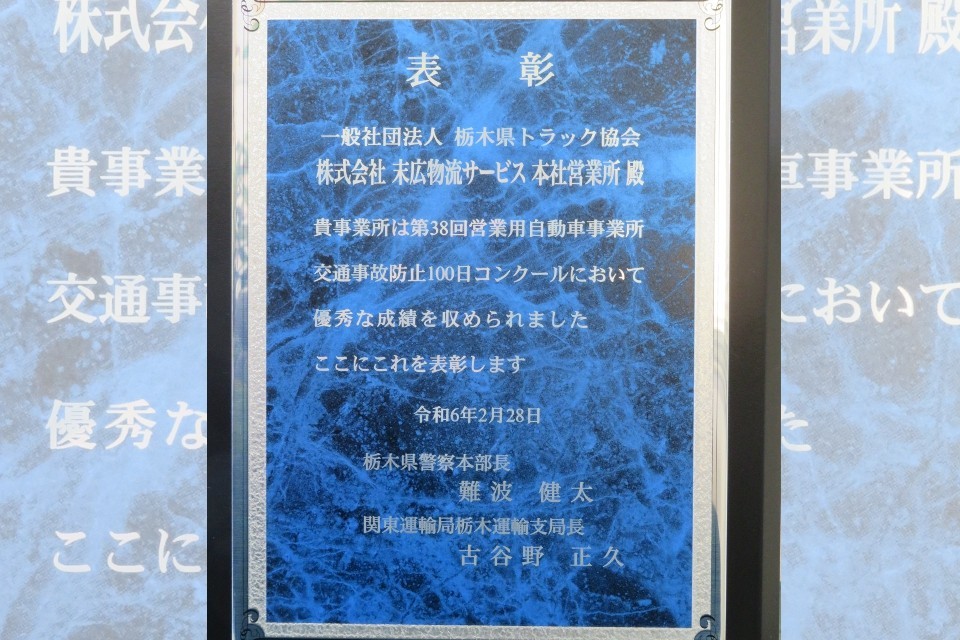 表 彰
一般社団法人 栃木県トラック協会
株式会社 末広物流サービス 本社営業所 殿
貴事業所は第38回営業用自動車事業所
交通事故防止100日コンクールにおいて
優秀な成績を収められました
ここにこれを表彰します
令和6年2月28日
栃木県警察本部長
難波 健太
関東運輸局栃木運輸支局長
古谷野 正久